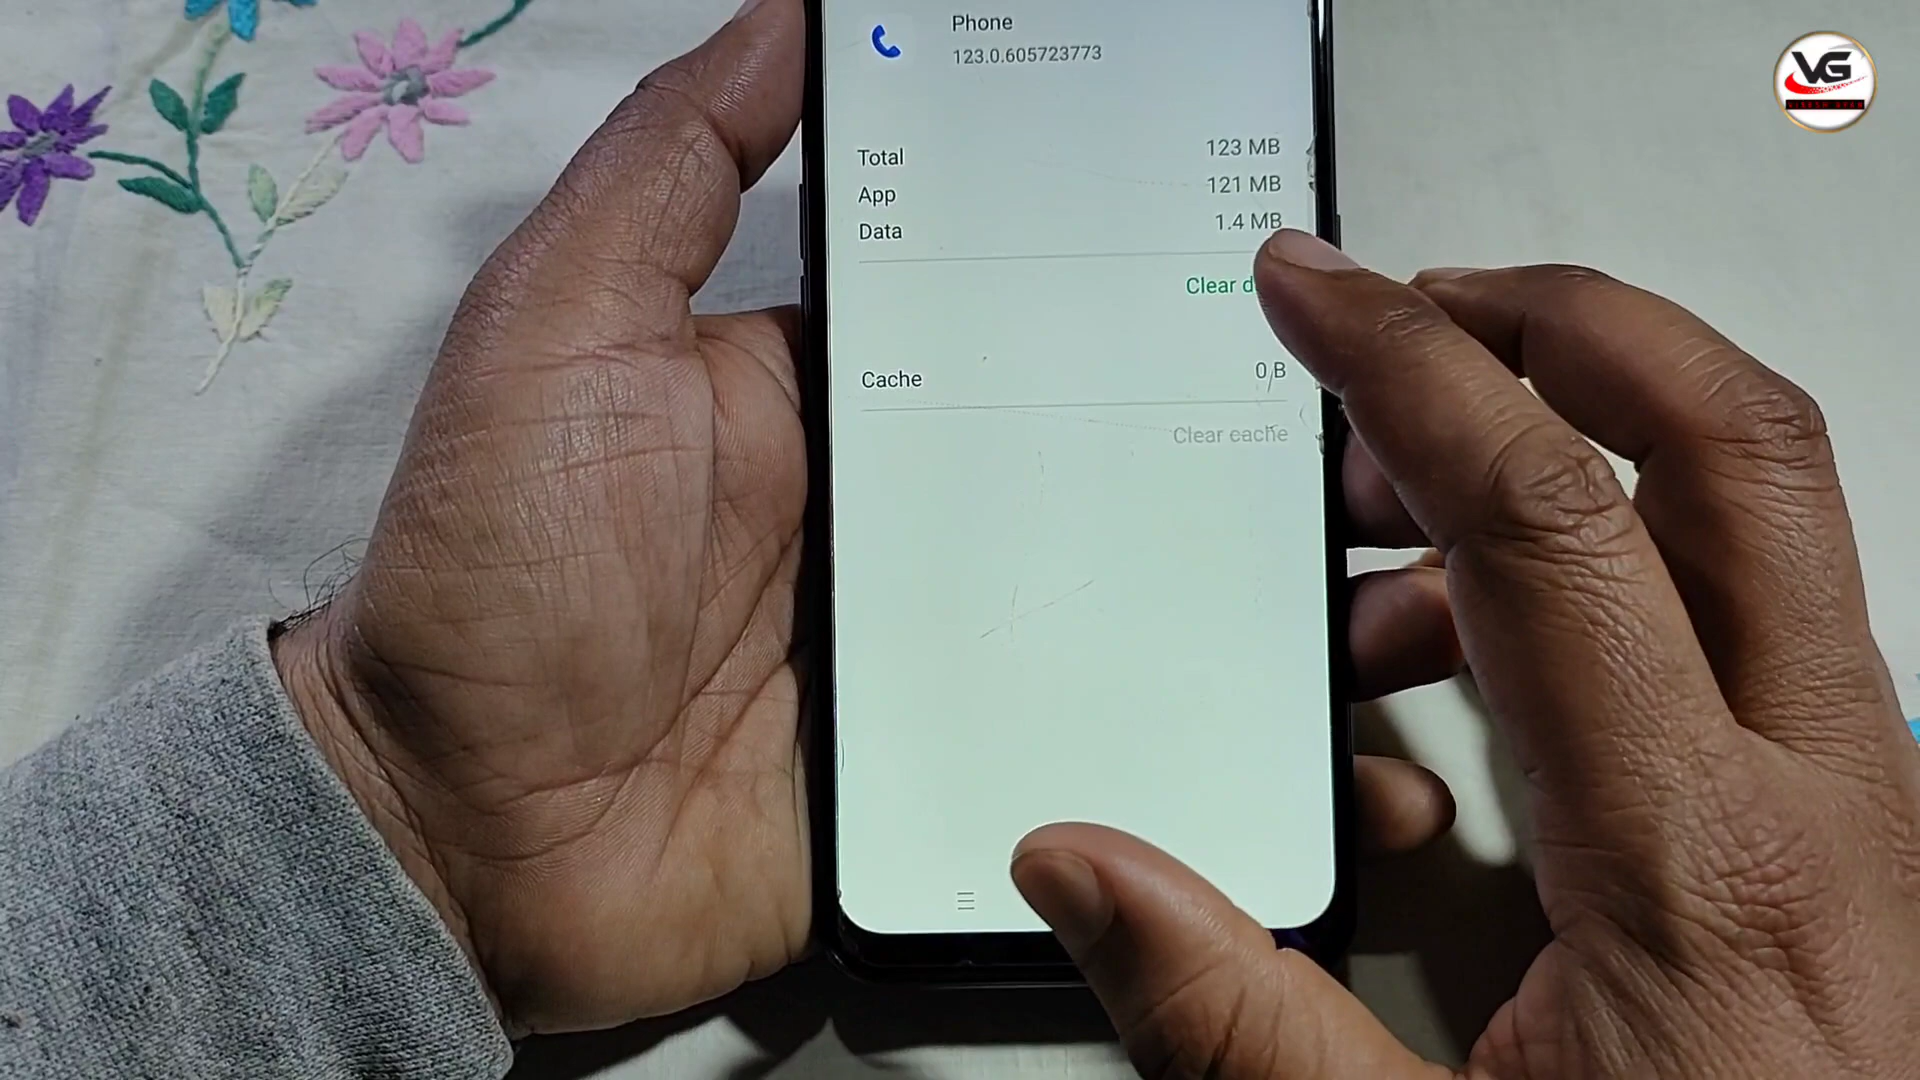 Phone
123.0.605723773
Total 123 MB
App 121 MB
Data 1.4 MB
Clear d
Cache 0 B
Clear cache
VG